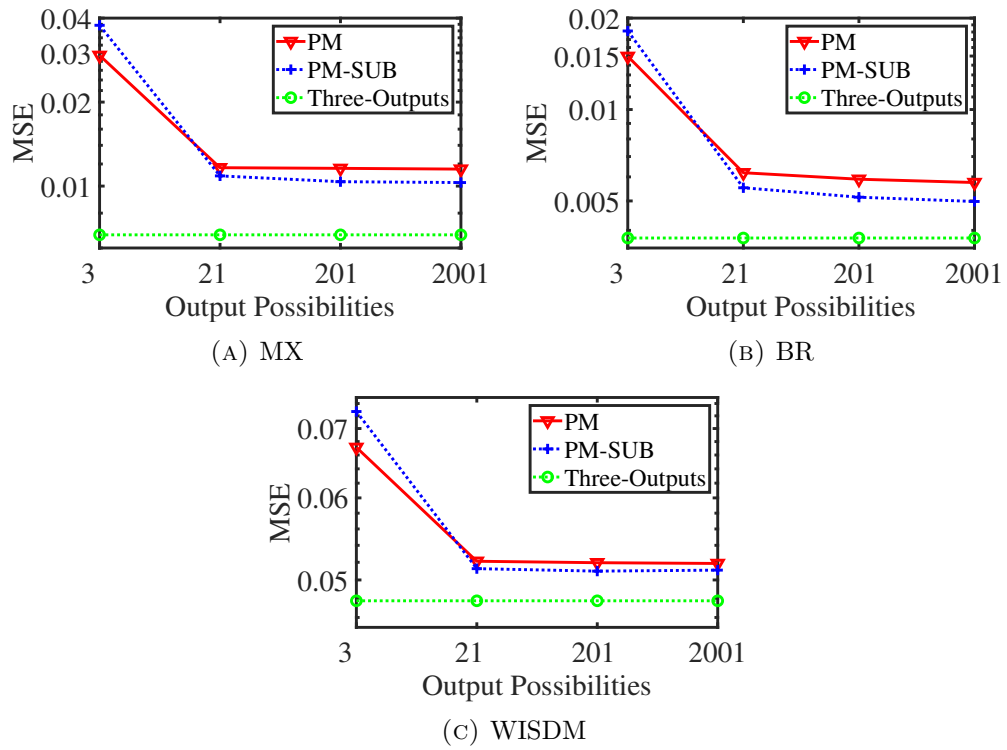 0.04
0.03
0.02
0.01
MSE
PM
PM-SUB
Three-Outputs
3 21 201 2001
Output Possibilities
(A) MX
0.02
0.015
0.01
0.005
MSE
PM
PM-SUB
Three-Outputs
3 21 201 2001
Output Possibilities
(B) BR
0.07
0.06
0.05
MSE
PM
PM-SUB
Three-Outputs
3 21 201 2001
Output Possibilities
(C) WISDM